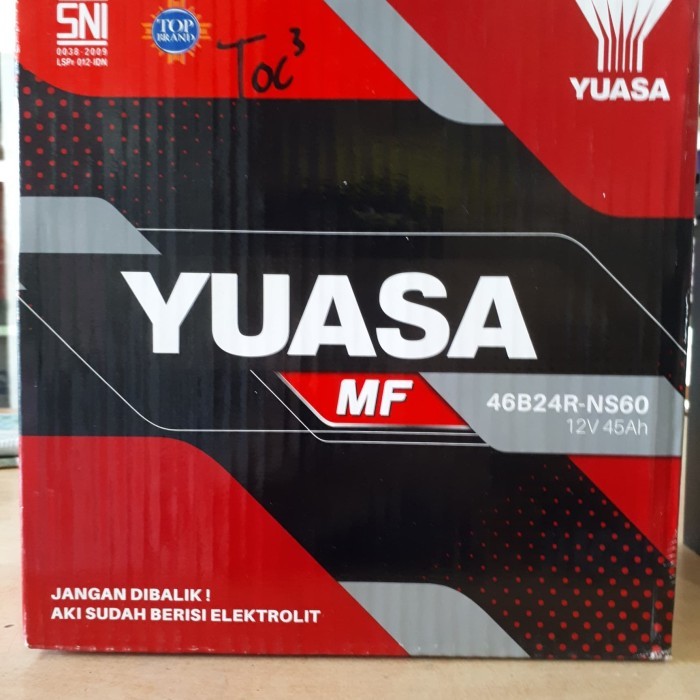 SNI
0038-2009
LSPr 012-IDN
TOP
BRAND
Toc³
YUASA
YUASA
MF
46B24R-NS60
12V 45Ah
JANGAN DIBALIK !
AKI SUDAH BERISI ELEKTROLIT